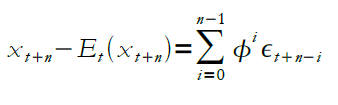 x_{t+n} − E_t(x_{t+n}) = \sum_{i=0}^{n−1} ϕ^i ϵ_{t+n−i}